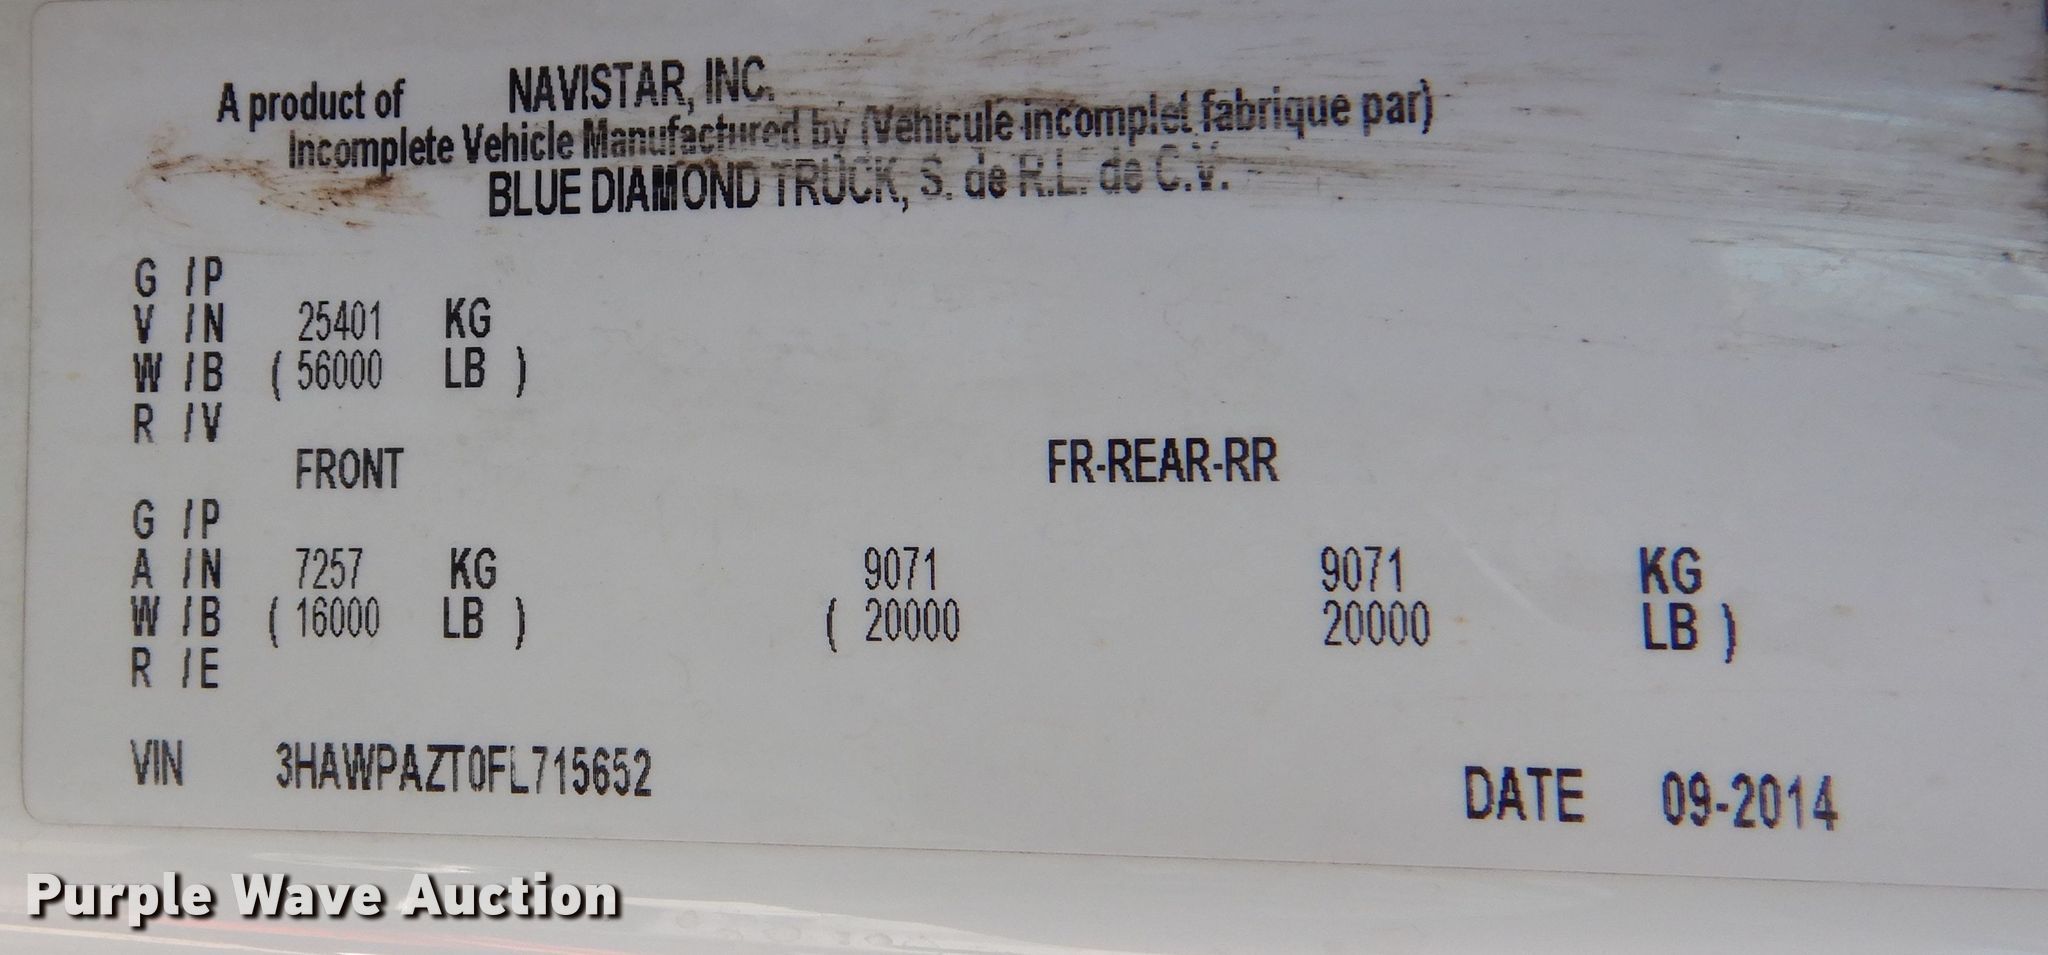 A product of NAVISTAR, INC.
Incomplete Vehicle Manufactured by (Vehicule incomplet fabrique par)
BLUE DIAMOND TRUCK, S. de R.L. de C.V.
G / P
V / N 25401 KG
W / B ( 56000 LB )
R / V
FRONT FR-REAR-RR
G / P
A / N 7257 KG 9071 9071 KG
W / B ( 16000 LB ) ( 20000 20000 LB )
R / E
VIN 3HAWPAZT0FL715652 DATE 09-2014
Purple Wave Auction